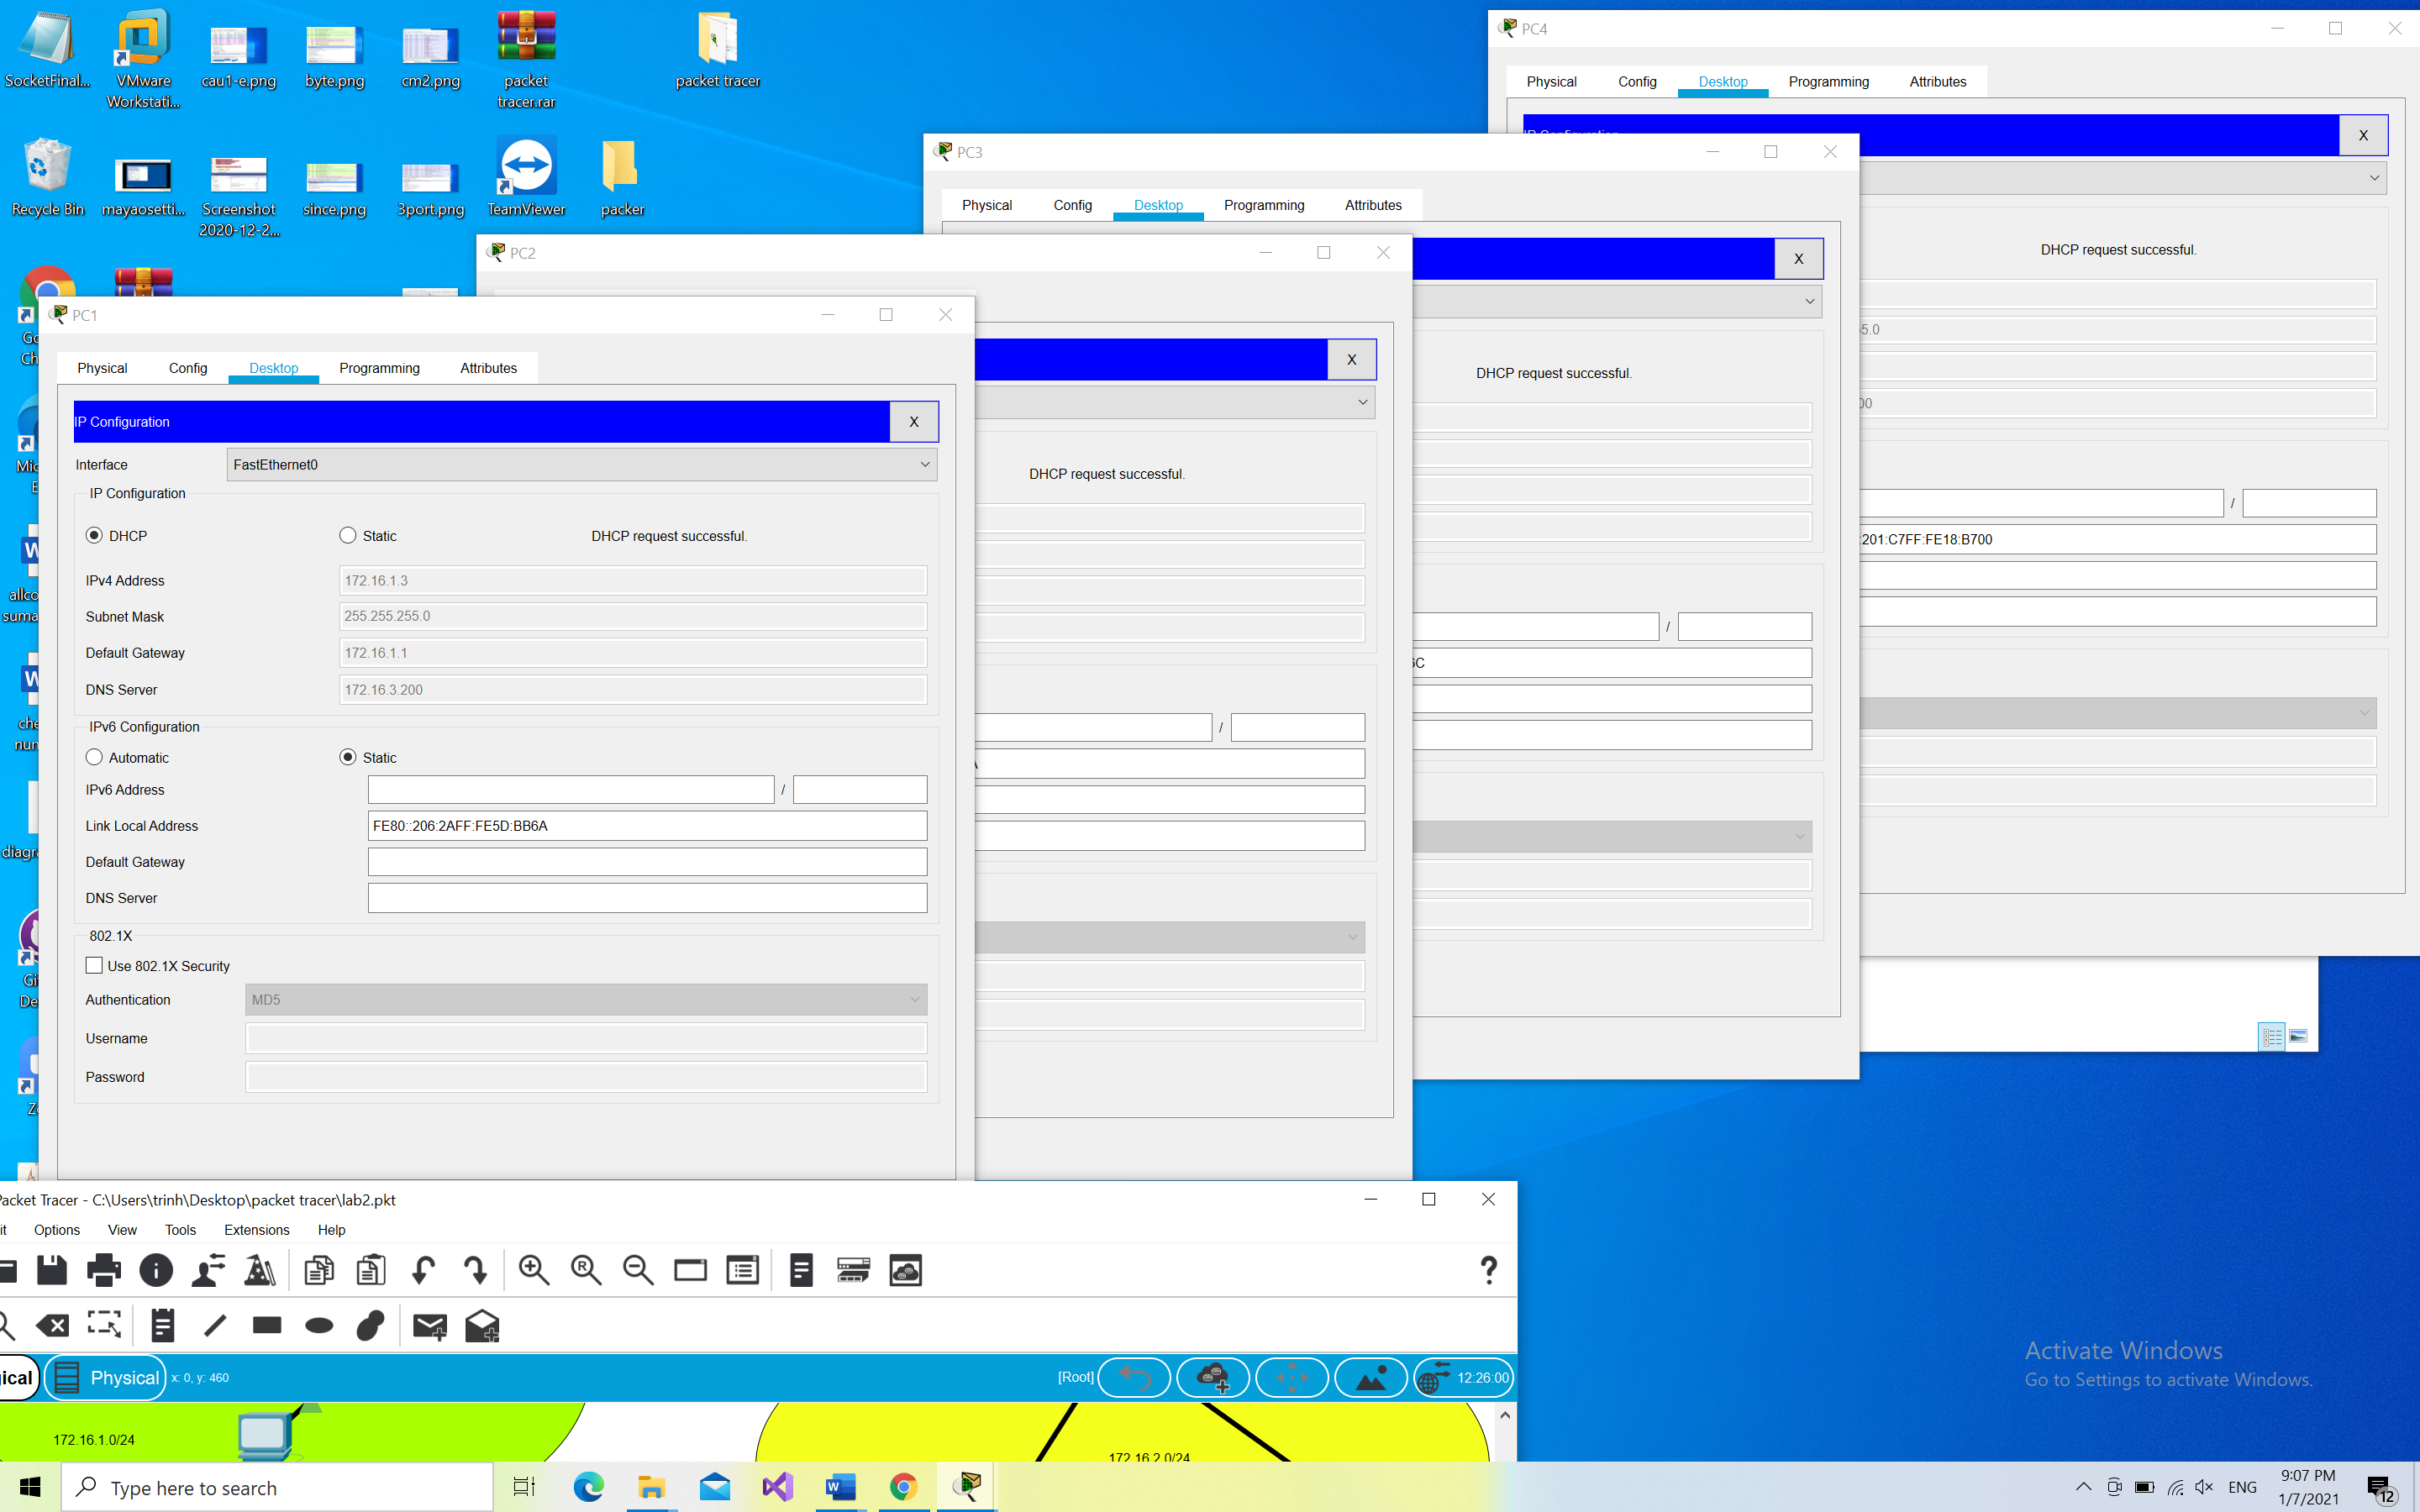 SocketFinal...
VMware
Workstati...
cau1-e.png
byte.png
cm2.png
packet
tracer.rar
packet tracer
Recycle Bin
mayaosetti...
Screenshot
2020-12-2...
since.png
3port.png
TeamViewer
packer
PC4
Physical Config Desktop Programming Attributes
IP Configuration
X
DHCP request successful.
/
:201:C7FF:FE18:B700
PC3
Physical Config Desktop Programming Attributes
X
DHCP request successful.
/
PC2
X
DHCP request successful.
/
PC1
Physical Config Desktop Programming Attributes
IP Configuration
X
Interface FastEthernet0
IP Configuration
DHCP Static DHCP request successful.
IPv4 Address 172.16.1.3
Subnet Mask 255.255.255.0
Default Gateway 172.16.1.1
DNS Server 172.16.3.200
IPv6 Configuration
Automatic Static
IPv6 Address /
Link Local Address FE80::206:2AFF:FE5D:BB6A
Default Gateway
DNS Server
802.1X
Use 802.1X Security
Authentication MD5
Username
Password
Packet Tracer - C:\Users\trinh\Desktop\packet tracer\lab2.pkt
it Options View Tools Extensions Help
ical Physical x: 0, y: 460 [Root] 12:26:00
172.16.1.0/24
172.16.2.0/24
Activate Windows
Go to Settings to activate Windows.
Type here to search
ENG
9:07 PM
1/7/2021
12